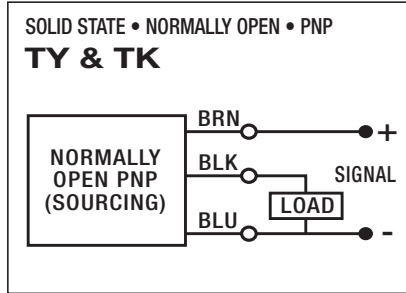 SOLID STATE • NORMALLY OPEN • PNP
TY & TK
BRN
+
NORMALLY
OPEN PNP
(SOURCING)
BLK
SIGNAL
LOAD
BLU
-